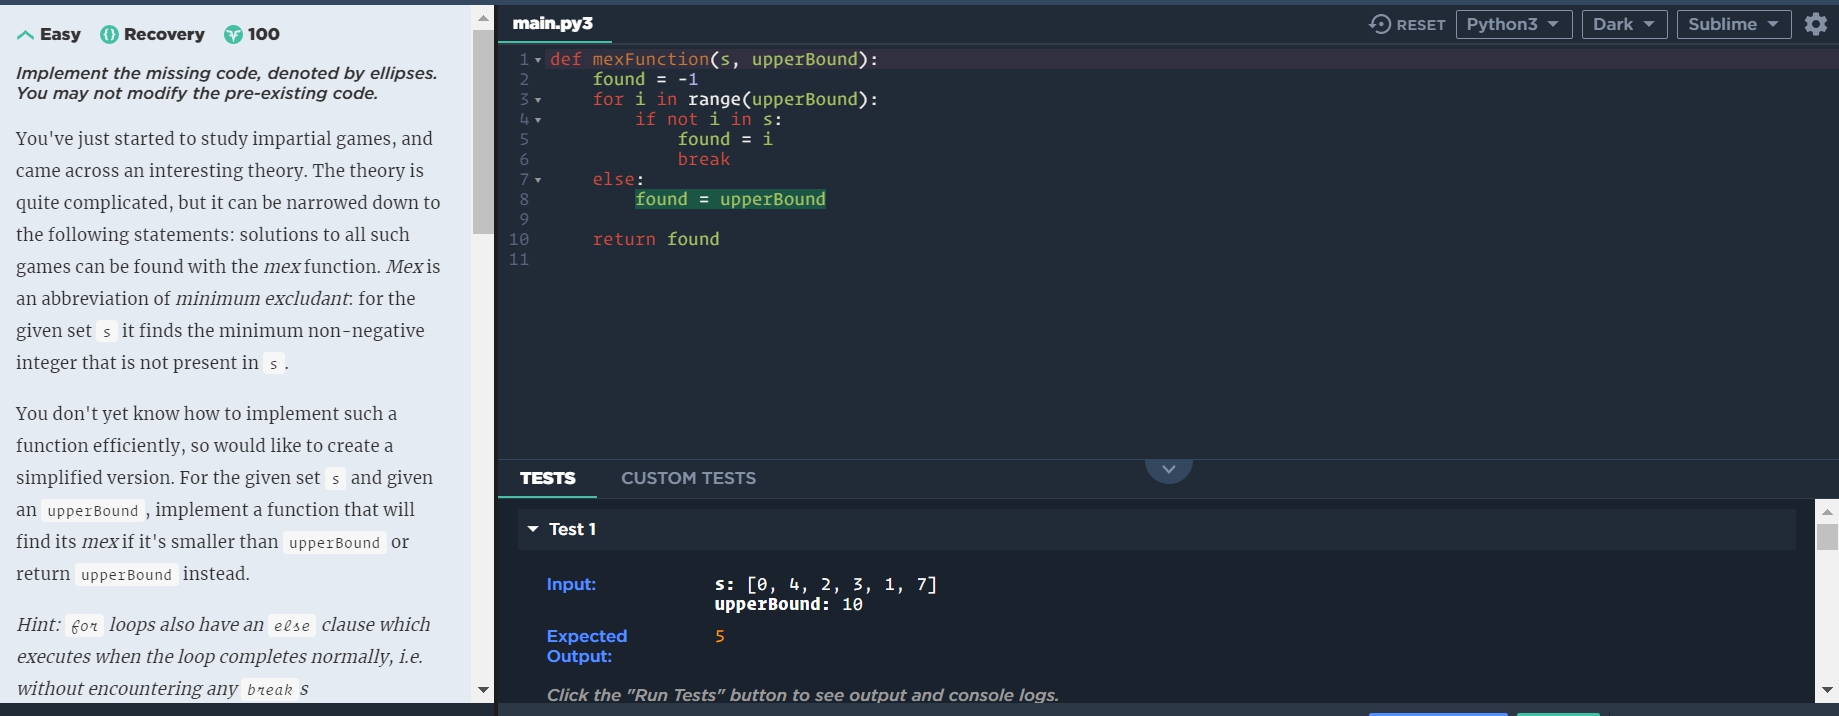 Easy Recovery 100
Implement the missing code, denoted by ellipses.
You may not modify the pre-existing code.
You've just started to study impartial games, and
came across an interesting theory. The theory is
quite complicated, but it can be narrowed down to
the following statements: solutions to all such
games can be found with the mex function. Mex is
an abbreviation of minimum excludant: for the
given set s it finds the minimum non-negative
integer that is not present in s.
You don't yet know how to implement such a
function efficiently, so would like to create a
simplified version. For the given set s and given
an upperBound, implement a function that will
find its mex if it's smaller than upperBound or
return upperBound instead.
Hint: for loops also have an else clause which
executes when the loop completes normally, i.e.
without encountering any breaks
main.py3 RESET Python3 Dark Sublime
1 def mexFunction(s, upperBound):
2     found = -1
3     for i in range(upperBound):
4         if not i in s:
5             found = i
6             break
7     else:
8         found = upperBound
9
10     return found
11
TESTS CUSTOM TESTS
Test 1
Input: s: [0, 4, 2, 3, 1, 7]
upperBound: 10
Expected 5
Output:
Click the "Run Tests" button to see output and console logs.